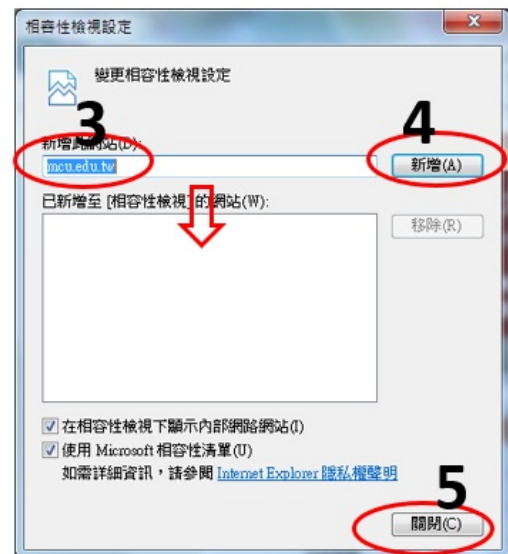 相容性檢視設定
變更相容性檢視設定
3
4
新增此網站(D):
mcu.edu.tw
新增(A)
已新增至 [相容性檢視] 的網站(W):
移除(R)
在相容性檢視下顯示內部網路網站(I)
使用 Microsoft 相容性清單(U)
如需詳細資訊，請參閱 Internet Explorer 隱私權聲明
5
關閉(C)